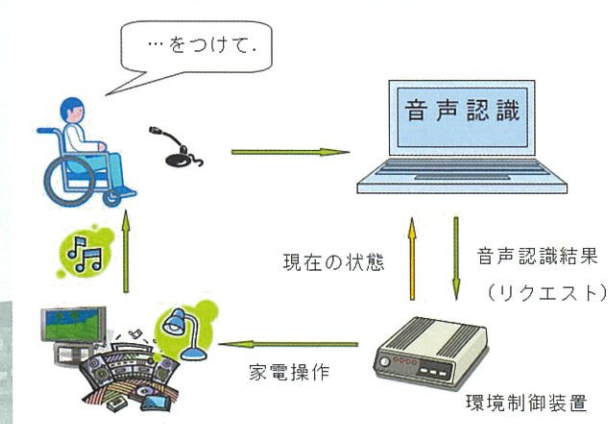 …をつけて.
音声認識
現在の状態
音声認識結果
（リクエスト）
家電操作
環境制御装置